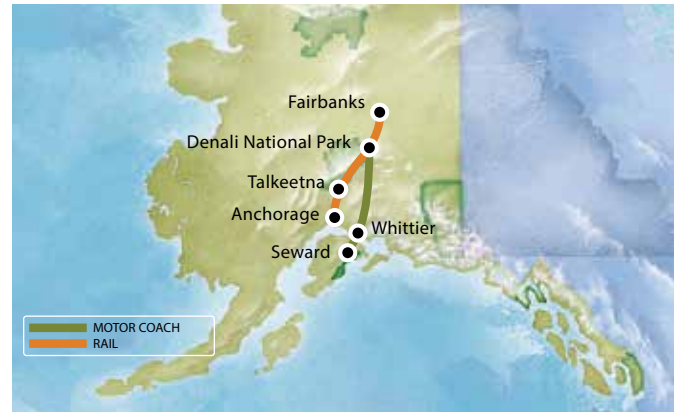 Fairbanks
Denali National Park
Talkeetna
Anchorage
Whittier
Seward
MOTOR COACH
RAIL